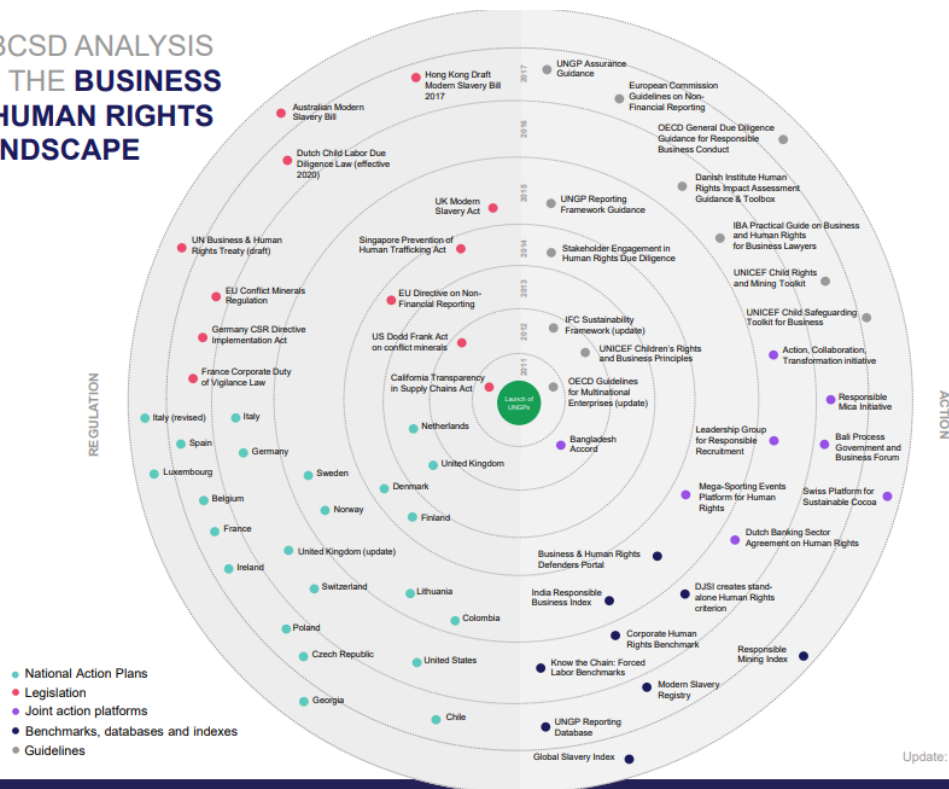 BCSD ANALYSIS
THE BUSINESS
HUMAN RIGHTS
NDSCAPE
2017
2016
2015
2014
2013
2012
2011
Launch of
UNGPs
REGULATION
ACTION
Hong Kong Draft
Modern Slavery Bill
2017
Australian Modern
Slavery Bill
Dutch Child Labor Due
Diligence Law (effective
2020)
UK Modern
Slavery Act
UN Business & Human
Rights Treaty (draft)
Singapore Prevention of
Human Trafficking Act
EU Conflict Minerals
Regulation
EU Directive on Non-
Financial Reporting
Germany CSR Directive
Implementation Act
US Dodd Frank Act
on conflict minerals
France Corporate Duty
of Vigilance Law
California Transparency
in Supply Chains Act
UNGP Assurance
Guidance
European Commission
Guidelines on Non-
Financial Reporting
OECD General Due Diligence
Guidance for Responsible
Business Conduct
Danish Institute Human
Rights Impact Assessment
Guidance & Toolbox
UNGP Reporting
Framework Guidance
IBA Practical Guide on Business
and Human Rights
for Business Lawyers
Stakeholder Engagement in
Human Rights Due Diligence
UNICEF Child Rights
and Mining Toolkit
UNICEF Child Safeguarding
Toolkit for Business
IFC Sustainability
Framework (update)
UNICEF Children's Rights
and Business Principles
OECD Guidelines
for Multinational
Enterprises (update)
Action, Collaboration,
Transformation initiative
Responsible
Mica Initiative
Leadership Group
for Responsible
Recruitment
Bali Process
Government and
Business Forum
Bangladesh
Accord
Mega-Sporting Events
Platform for Human
Rights
Swiss Platform for
Sustainable Cocoa
Dutch Banking Sector
Agreement on Human Rights
Italy (revised)
Italy
Netherlands
Spain
Germany
United Kingdom
Luxembourg
Sweden
Denmark
Belgium
Norway
Finland
France
United Kingdom (update)
Ireland
Switzerland
Lithuania
Colombia
Poland
Czech Republic
United States
Georgia
Chile
Business & Human Rights
Defenders Portal
India Responsible
Business Index
DJSI creates stand-
alone Human Rights
criterion
Corporate Human
Rights Benchmark
Know the Chain: Forced
Labor Benchmarks
Responsible
Mining Index
Modern Slavery
Registry
UNGP Reporting
Database
Global Slavery Index
National Action Plans
Legislation
Joint action platforms
Benchmarks, databases and indexes
Guidelines
Update: